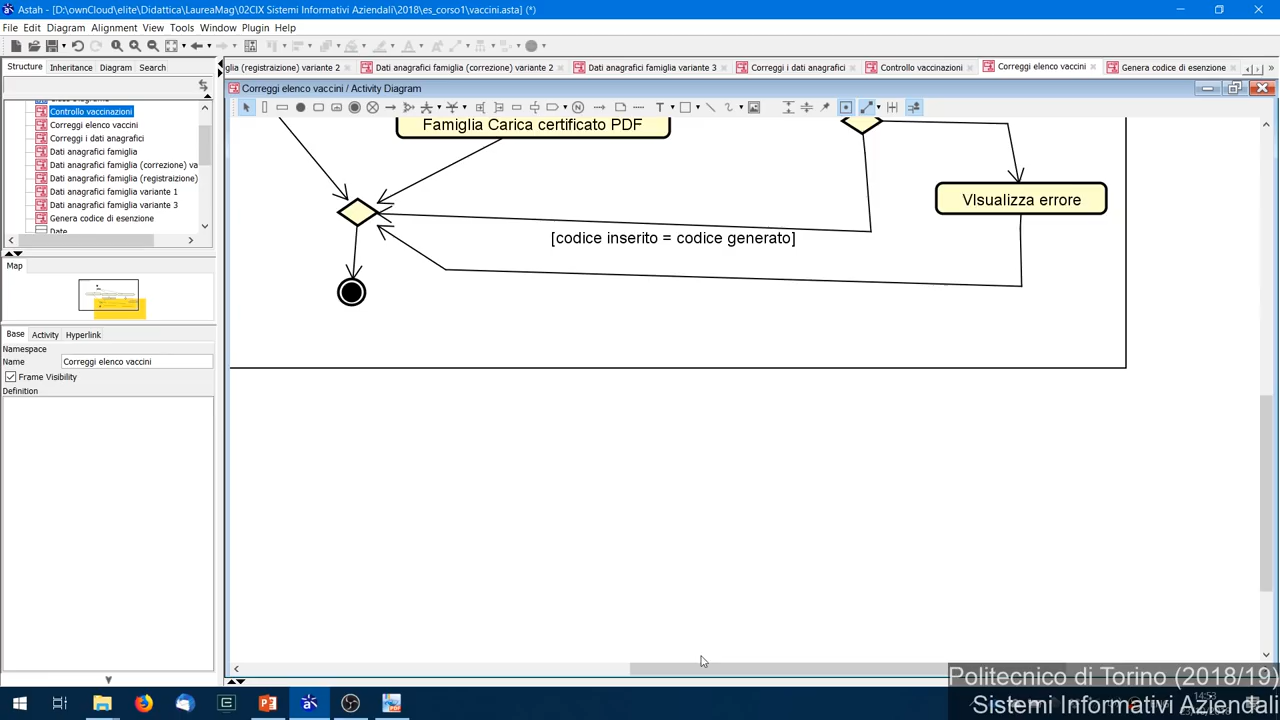 Astah - [D:\ownCloud\elite\Didattica\LaureaMag\02CIX Sistemi Informativi Aziendali\2018\es_corso1\vaccini.asta] (*)
File Edit Diagram Alignment View Tools Window Plugin Help
Structure Inheritance Diagram Search
glia (registraizione) variante 2 Dati anagrafici famiglia (correzione) variante 2 Dati anagrafici famiglia variante 3 Correggi i dati anagrafici Controllo vaccinazioni Correggi elenco vaccini Genera codice di esenzione
Correggi elenco vaccini / Activity Diagram
Controllo vaccinazioni
Correggi elenco vaccini
Correggi i dati anagrafici
Dati anagrafici famiglia
Dati anagrafici famiglia (correzione) va
Dati anagrafici famiglia (registraizione)
Dati anagrafici famiglia variante 1
Dati anagrafici famiglia variante 3
Genera codice di esenzione
Date
Map
Base Activity Hyperlink
Namespace
Name Correggi elenco vaccini
Frame Visibility
Definition
Famiglia Carica certificato PDF
VIsualizza errore
[codice inserito = codice generato]
Politecnico di Torino (2018/19)
14:53
Sistemi Informativi Aziendali